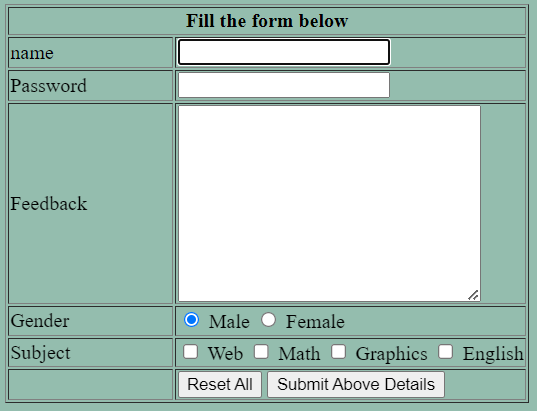 Fill the form below
name
Password
Feedback
Gender Male Female
Subject Web Math Graphics English
Reset All Submit Above Details